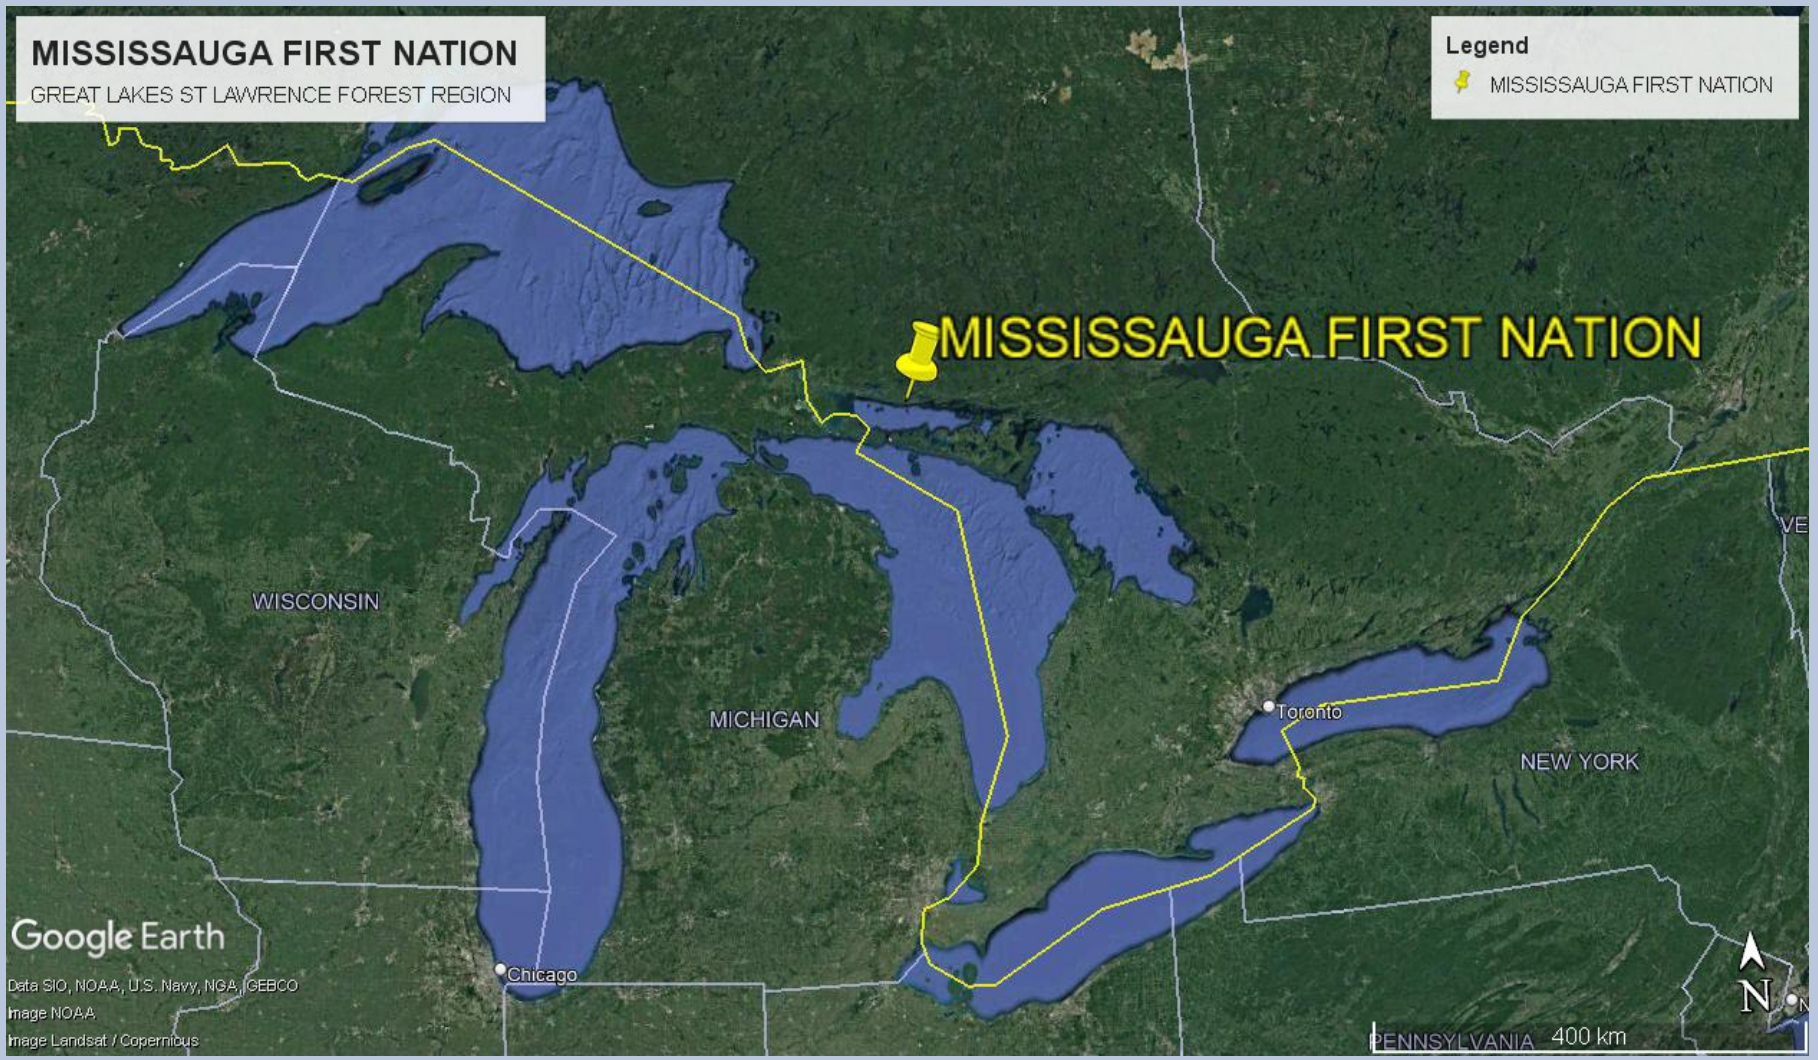 MISSISSAUGA FIRST NATION
GREAT LAKES ST LAWRENCE FOREST REGION
Legend
MISSISSAUGA FIRST NATION
MISSISSAUGA FIRST NATION
VE
WISCONSIN
MICHIGAN
Toronto
NEW YORK
Google Earth
Chicago
Data SIO, NOAA, U.S. Navy, NGA, GEBCO
Image NOAA
Image Landsat / Copernicus
N
N
PENNSYLVANIA
400 km